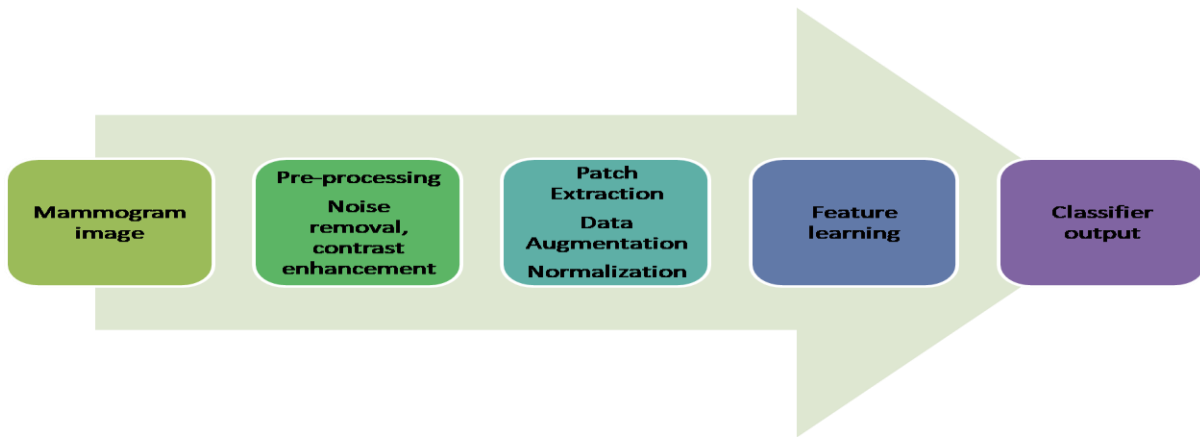 Mammogram
image
Pre-processing
Noise
removal,
contrast
enhancement
Patch
Extraction
Data
Augmentation
Normalization
Feature
learning
Classifier
output